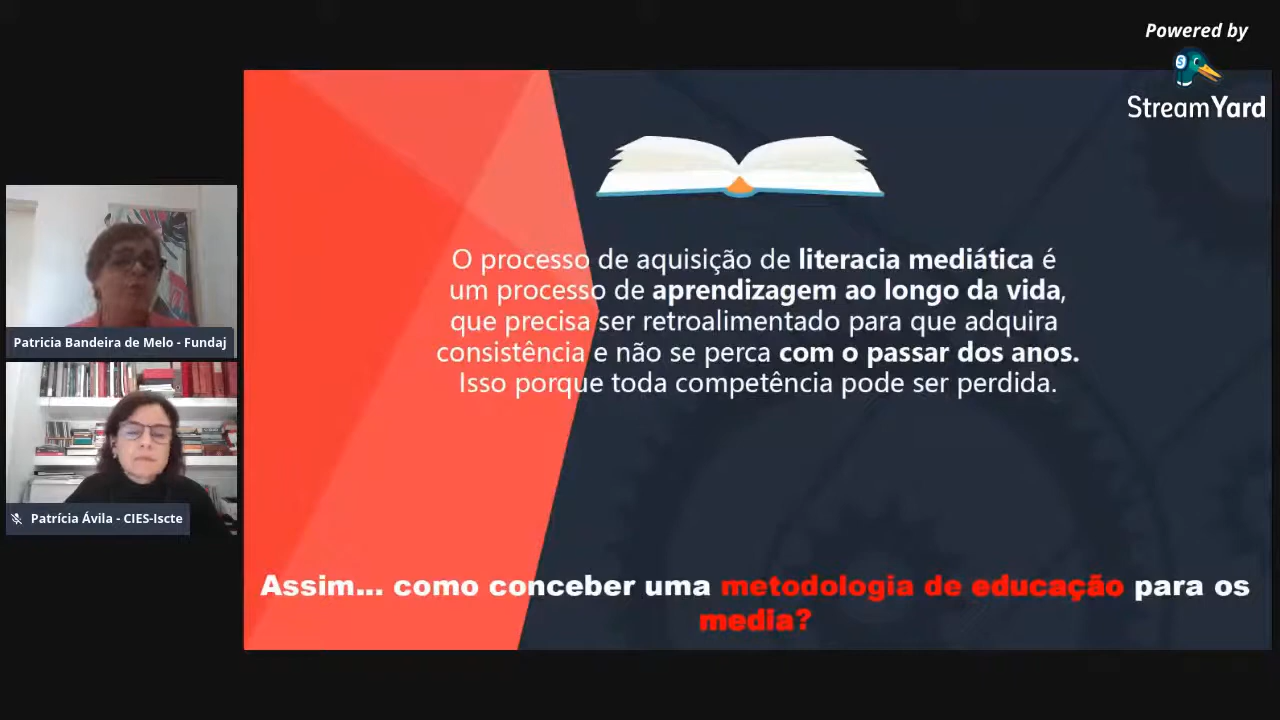 Powered by
StreamYard
O processo de aquisição de literacia mediática é
um processo de aprendizagem ao longo da vida,
que precisa ser retroalimentado para que adquira
consistência e não se perca com o passar dos anos.
Isso porque toda competência pode ser perdida.
Patricia Bandeira de Melo - Fundaj
Patrícia Ávila - CIES-Iscte
Assim... como conceber uma metodologia de educação para os
media?